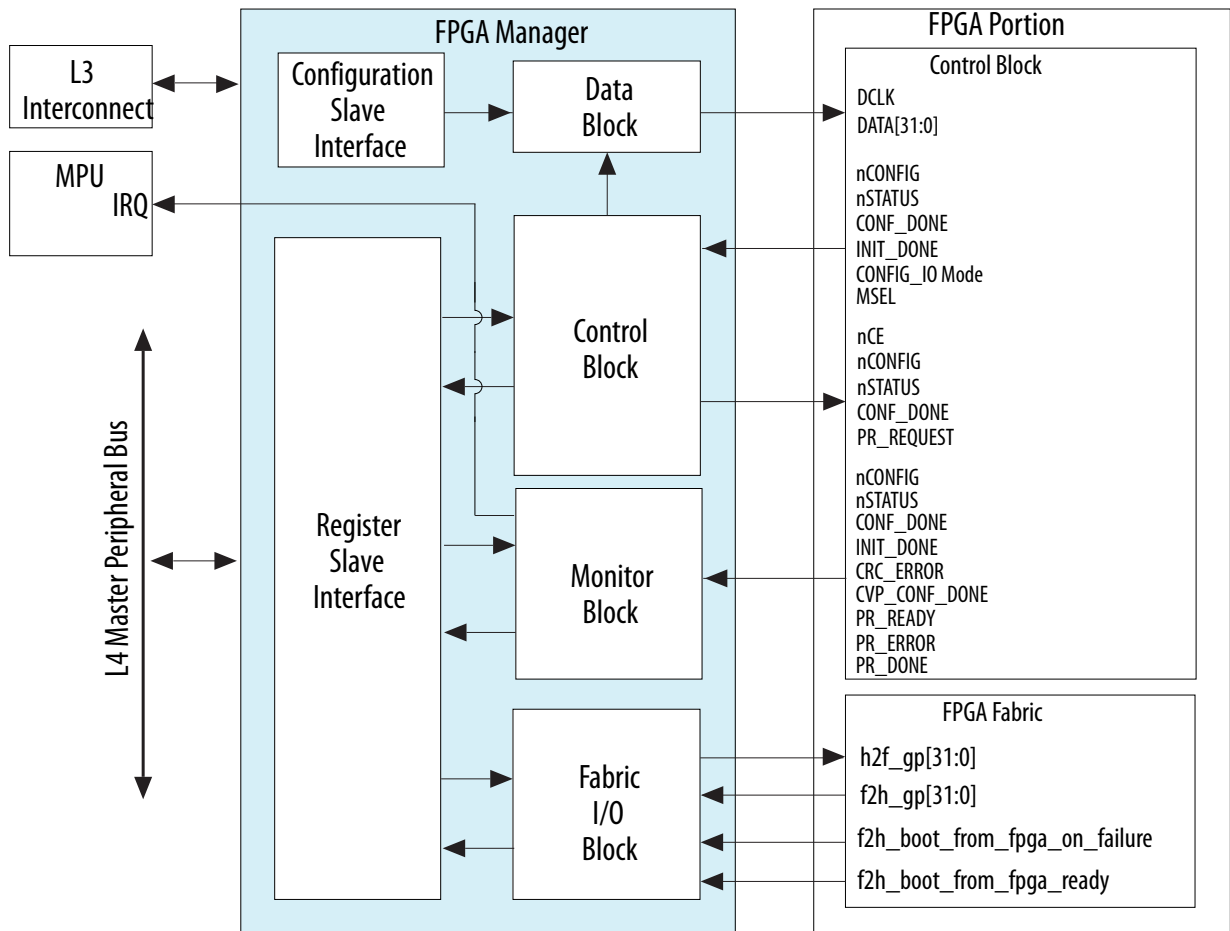 FPGA Manager
FPGA Portion
L3
Interconnect
MPU
IRQ
L4 Master Peripheral Bus
Configuration
Slave
Interface
Data
Block
Register
Slave
Interface
Control
Block
Monitor
Block
Fabric
I/O
Block
Control Block
DCLK
DATA[31:0]
nCONFIG
nSTATUS
CONF_DONE
INIT_DONE
CONFIG_IO Mode
MSEL
nCE
nCONFIG
nSTATUS
CONF_DONE
PR_REQUEST
nCONFIG
nSTATUS
CONF_DONE
INIT_DONE
CRC_ERROR
CVP_CONF_DONE
PR_READY
PR_ERROR
PR_DONE
FPGA Fabric
h2f_gp[31:0]
f2h_gp[31:0]
f2h_boot_from_fpga_on_failure
f2h_boot_from_fpga_ready